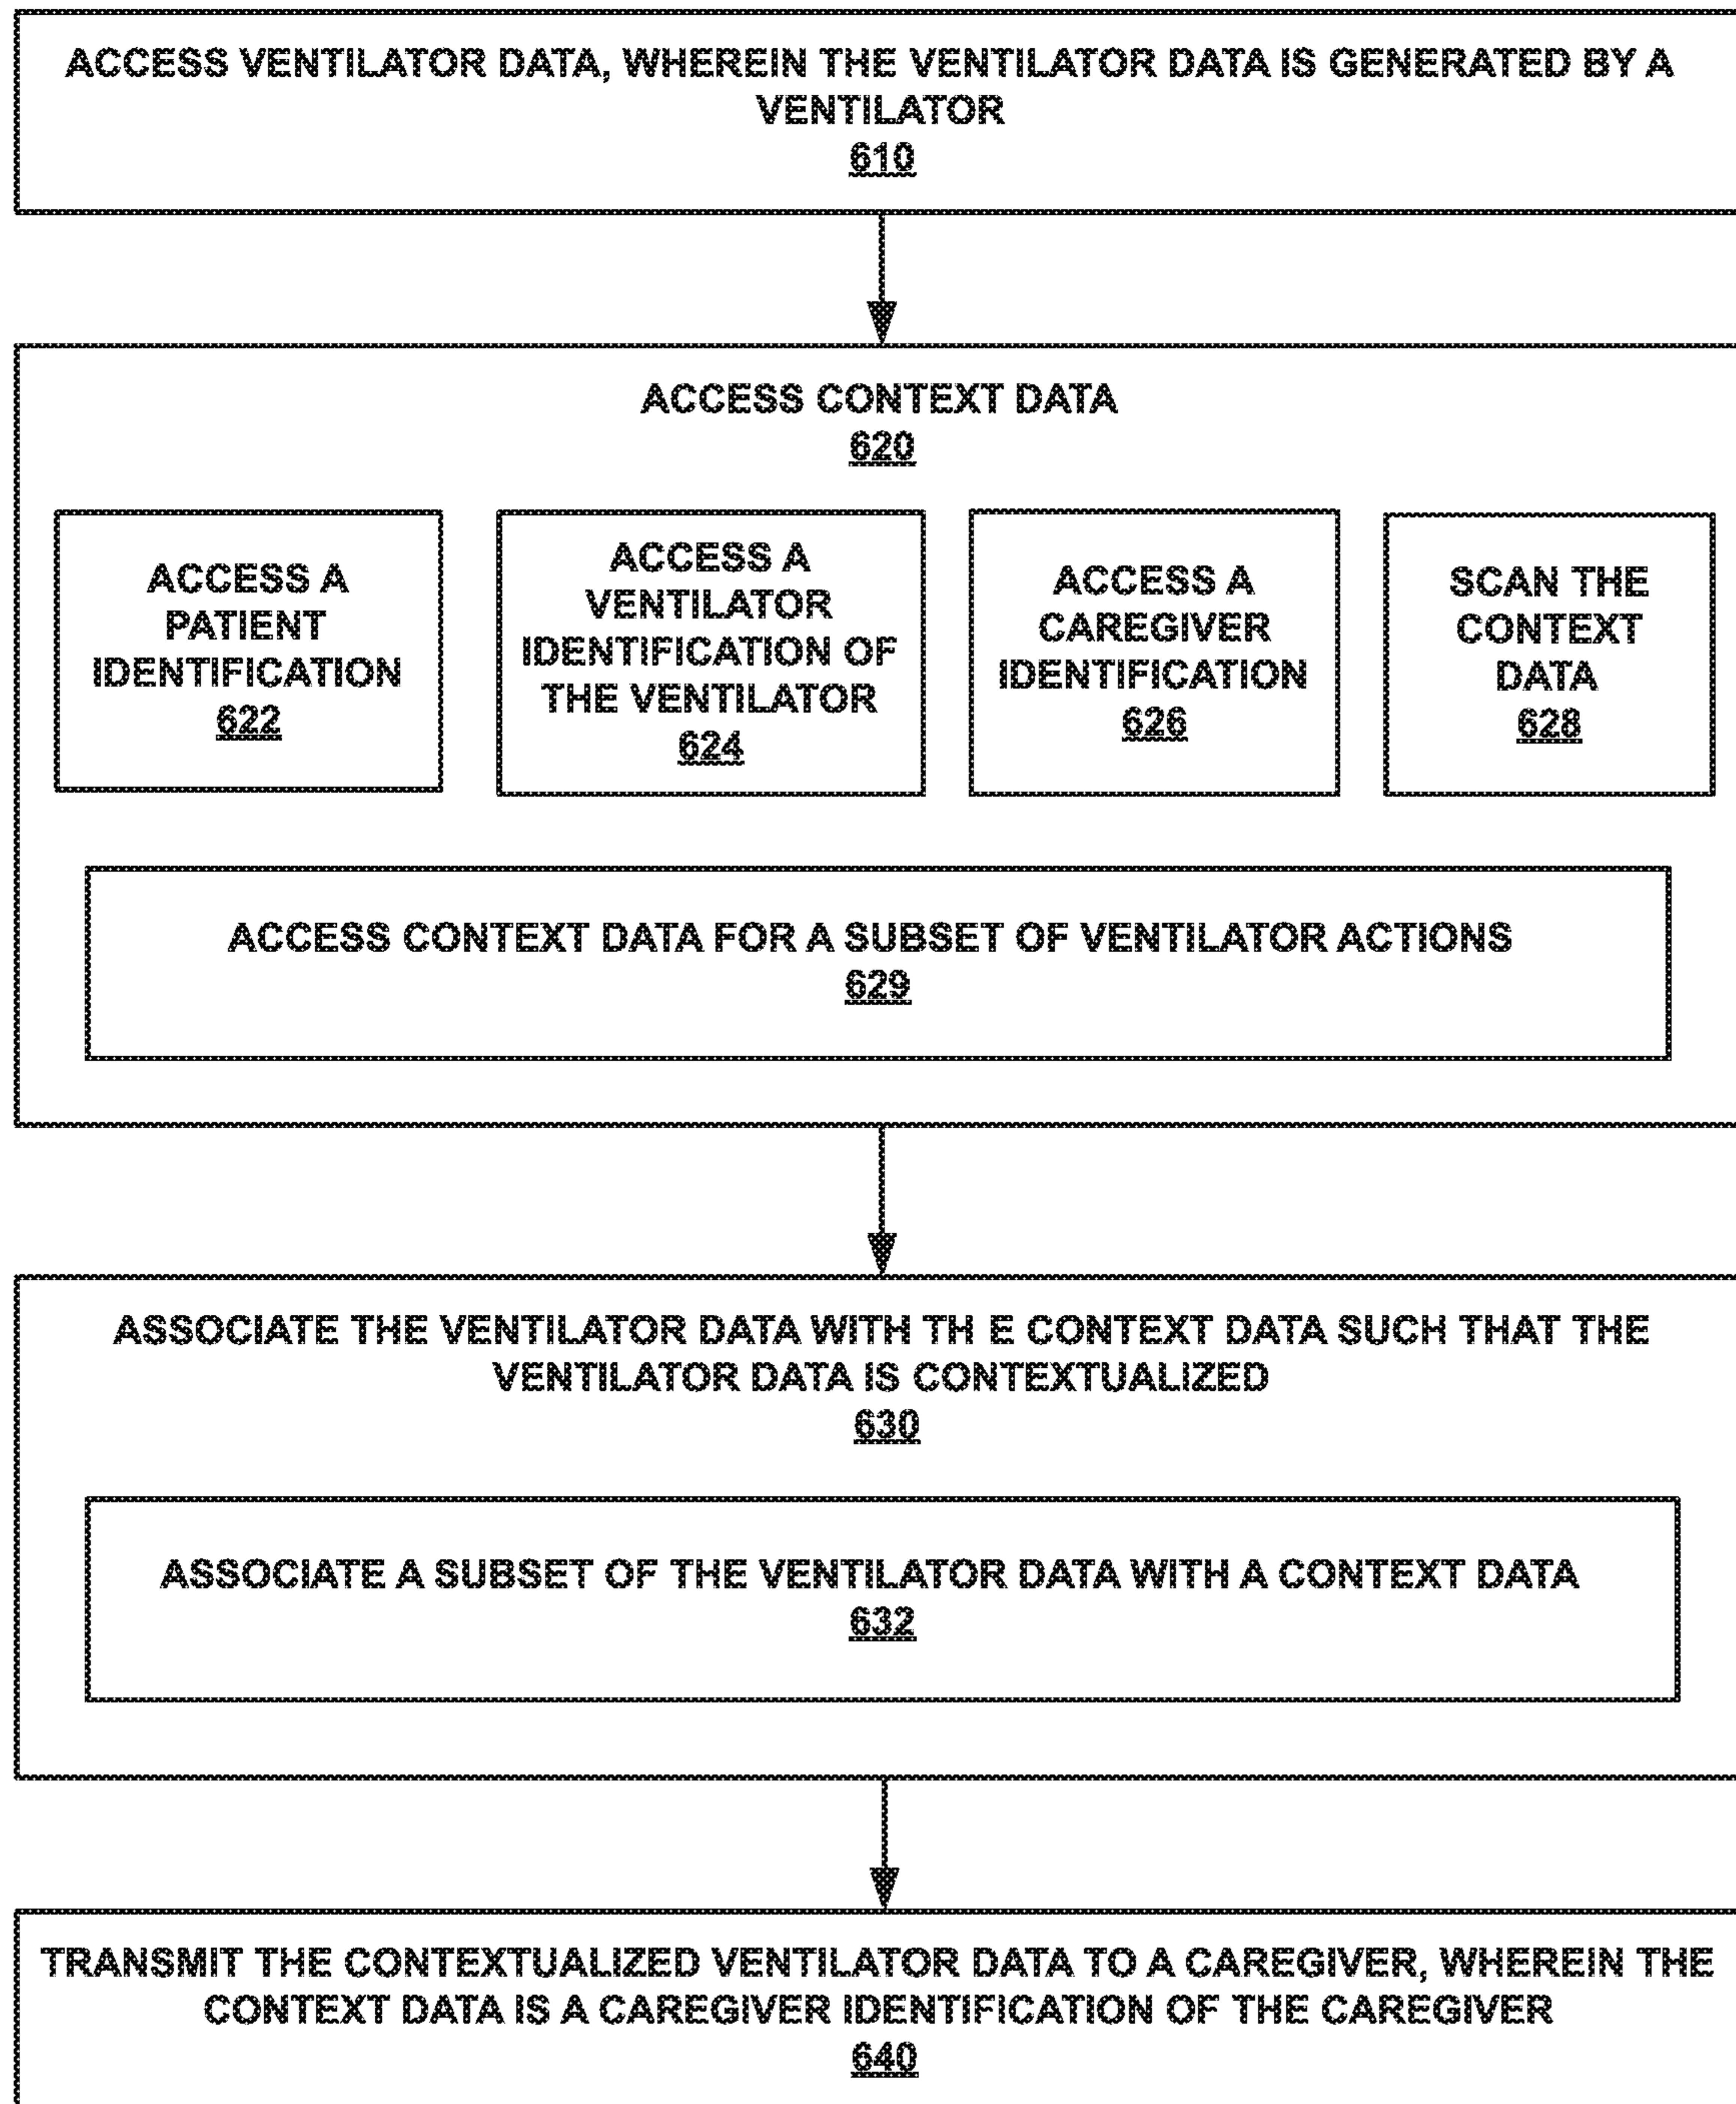 ACCESS VENTILATOR DATA, WHEREIN THE VENTILATOR DATA IS GENERATED BY A
VENTILATOR
610
ACCESS CONTEXT DATA
620
ACCESS A
PATIENT
IDENTIFICATION
622
ACCESS A
VENTILATOR
IDENTIFICATION OF
THE VENTILATOR
624
ACCESS A
CAREGIVER
IDENTIFICATION
626
SCAN THE
CONTEXT
DATA
628
ACCESS CONTEXT DATA FOR A SUBSET OF VENTILATOR ACTIONS
629
ASSOCIATE THE VENTILATOR DATA WITH TH E CONTEXT DATA SUCH THAT THE
VENTILATOR DATA IS CONTEXTUALIZED
630
ASSOCIATE A SUBSET OF THE VENTILATOR DATA WITH A CONTEXT DATA
632
TRANSMIT THE CONTEXTUALIZED VENTILATOR DATA TO A CAREGIVER, WHEREIN THE
CONTEXT DATA IS A CAREGIVER IDENTIFICATION OF THE CAREGIVER
640